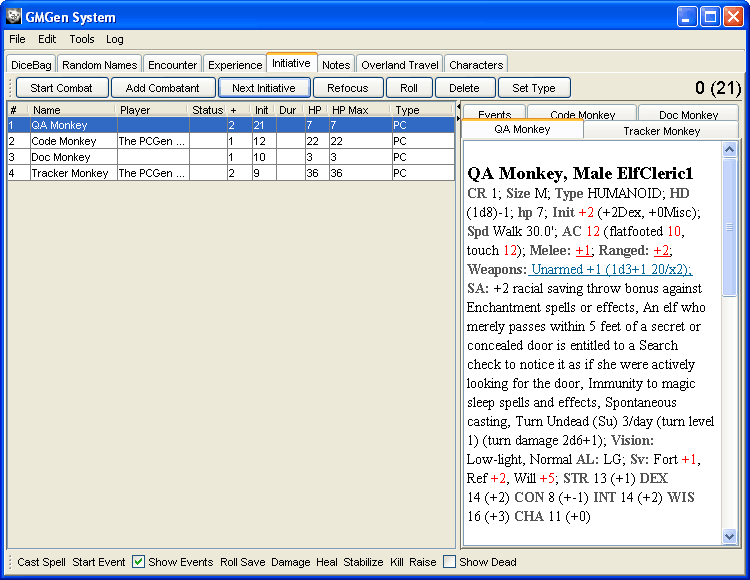 GMGen System
File Edit Tools Log
DiceBag Random Names Encounter Experience Initiative Notes Overland Travel Characters
Start Combat Add Combatant Next Initiative Refocus Roll Delete Set Type 0 (21)
# Name Player Status + Init Dur HP HP Max Type
1 QA Monkey 2 21 7 7 PC
2 Code Monkey The PCGen ... 1 12 22 22 PC
3 Doc Monkey 1 10 3 3 PC
4 Tracker Monkey The PCGen ... 2 9 36 36 PC
Events Code Monkey Doc Monkey
QA Monkey Tracker Monkey
QA Monkey, Male ElfCleric1
CR 1; Size M; Type HUMANOID; HD
(1d8)-1; hp 7; Init +2 (+2Dex, +0Misc);
Spd Walk 30.0'; AC 12 (flatfooted 10,
touch 12); Melee: +1; Ranged: +2;
Weapons: Unarmed +1 (1d3+1 20/x2);
SA: +2 racial saving throw bonus against
Enchantment spells or effects, An elf who
merely passes within 5 feet of a secret or
concealed door is entitled to a Search
check to notice it as if she were actively
looking for the door, Immunity to magic
sleep spells and effects, Spontaneous
casting, Turn Undead (Su) 3/day (turn level
1) (turn damage 2d6+1); Vision:
Low-light, Normal AL: LG; Sv: Fort +1,
Ref +2, Will +5; STR 13 (+1) DEX
14 (+2) CON 8 (+-1) INT 14 (+2) WIS
16 (+3) CHA 11 (+0)
Cast Spell Start Event Show Events Roll Save Damage Heal Stabilize Kill Raise Show Dead